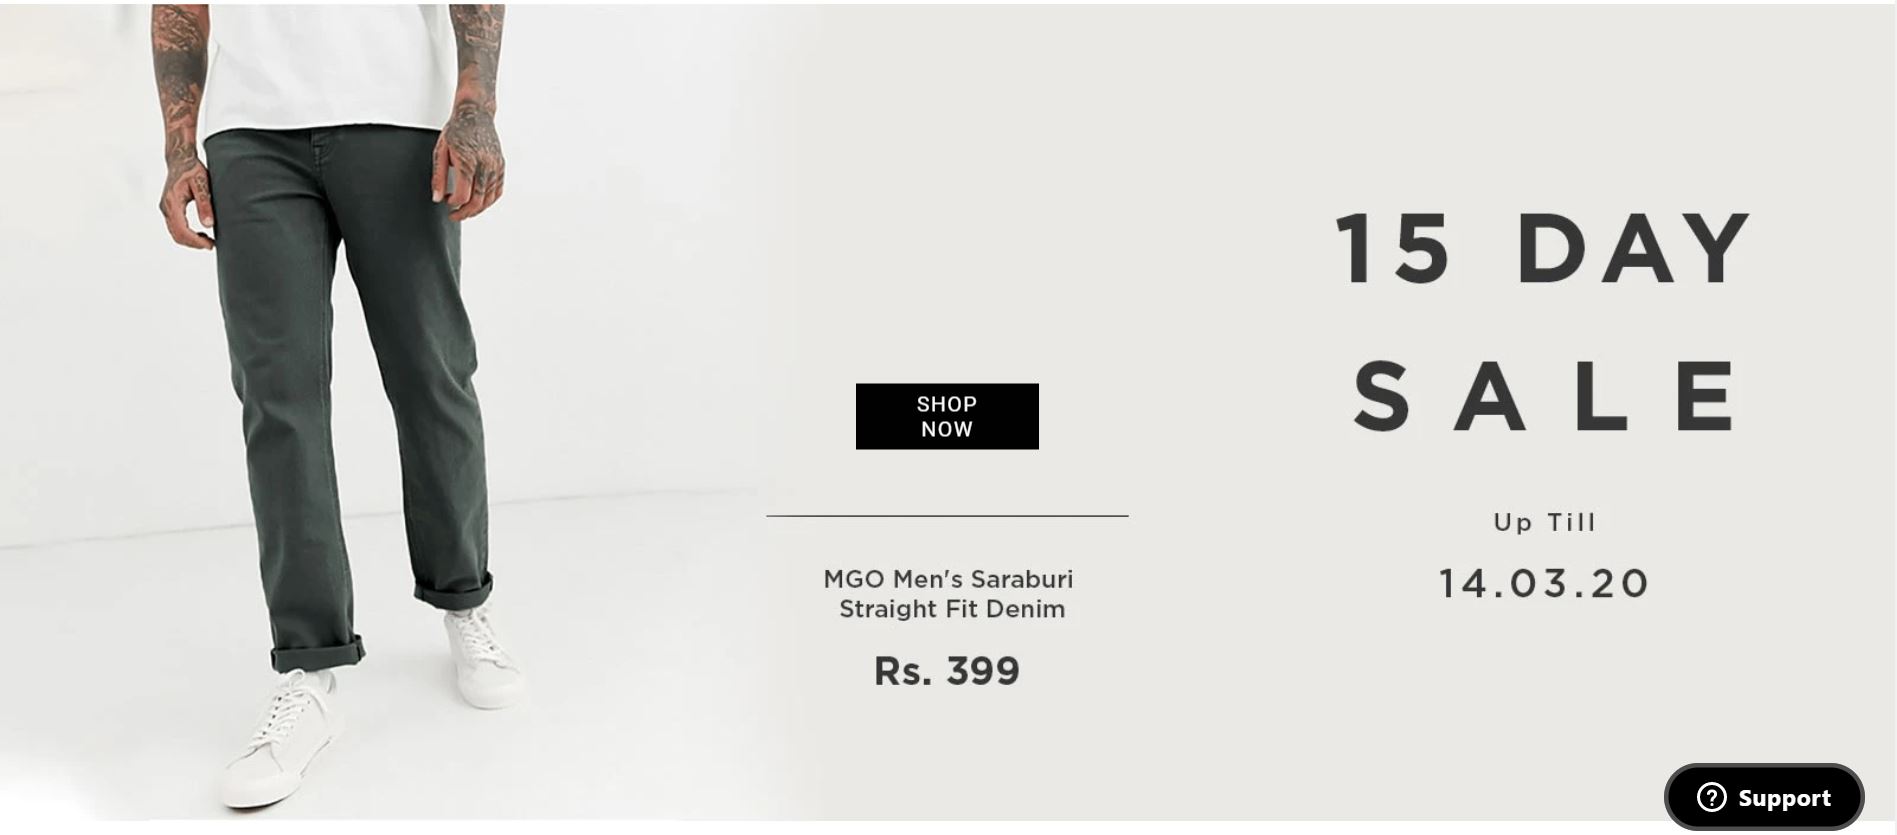 SHOP
NOW
MGO Men's Saraburi
Straight Fit Denim
Rs. 399
15 DAY
SALE
Up Till
14.03.20
Support